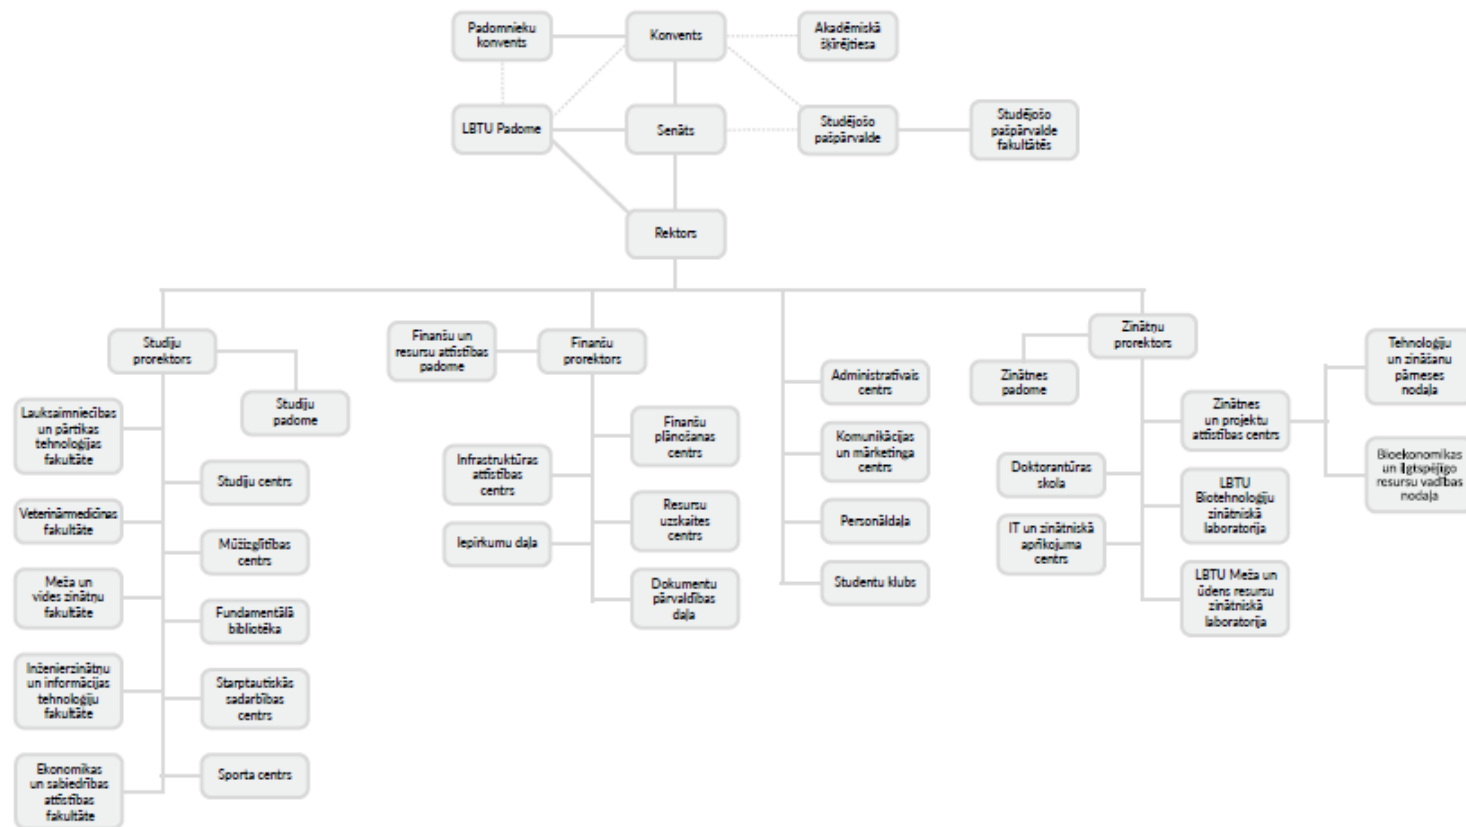 Padomnieku
konvents
Konvents
Akadēmiskā
šķīrējtiesa
LBTU Padome
Senāts
Studējošo
pašpārvalde
Studējošo
pašpārvalde
fakultātēs
Rektors
Studiju
prorektors
Studiju
padome
Lauksaimniecības
un pārtikas
tehnoloģijas
fakultāte
Studiju centrs
Veterinārmedicīnas
fakultāte
Mūžizglītības
centrs
Meža un
vides zinātņu
fakultāte
Fundamentālā
bibliotēka
Inženierzinātņu
un informācijas
tehnoloģiju
fakultāte
Starptautiskās
sadarbības
centrs
Ekonomikas
un sabiedrības
attīstības
fakultāte
Sporta centrs
Finanšu un
resursu attīstības
padome
Finanšu
prorektors
Finanšu
plānošanas
centrs
Infrastruktūras
attīstības
centrs
Resursu
uzskaites
centrs
Iepirkumu daļa
Dokumentu
pārvaldības
daļa
Administratīvais
centrs
Komunikācijas
un mārketinga
centrs
Personāldaļa
Studentu klubs
Zinātņu
prorektors
Zinātnes
padome
Zinātnes
un projektu
attīstības centrs
Tehnoloģiju
un zināšanu
pārneses
nodaļa
Bioekonomikas
un ilgtspējīgo
resursu vadības
nodaļa
Doktorantūras
skola
LBTU
Biotehnoloģiju
zinātniskā
laboratorija
IT un zinātniskā
aprīkojuma
centrs
LBTU Meža un
ūdens resursu
zinātniskā
laboratorija